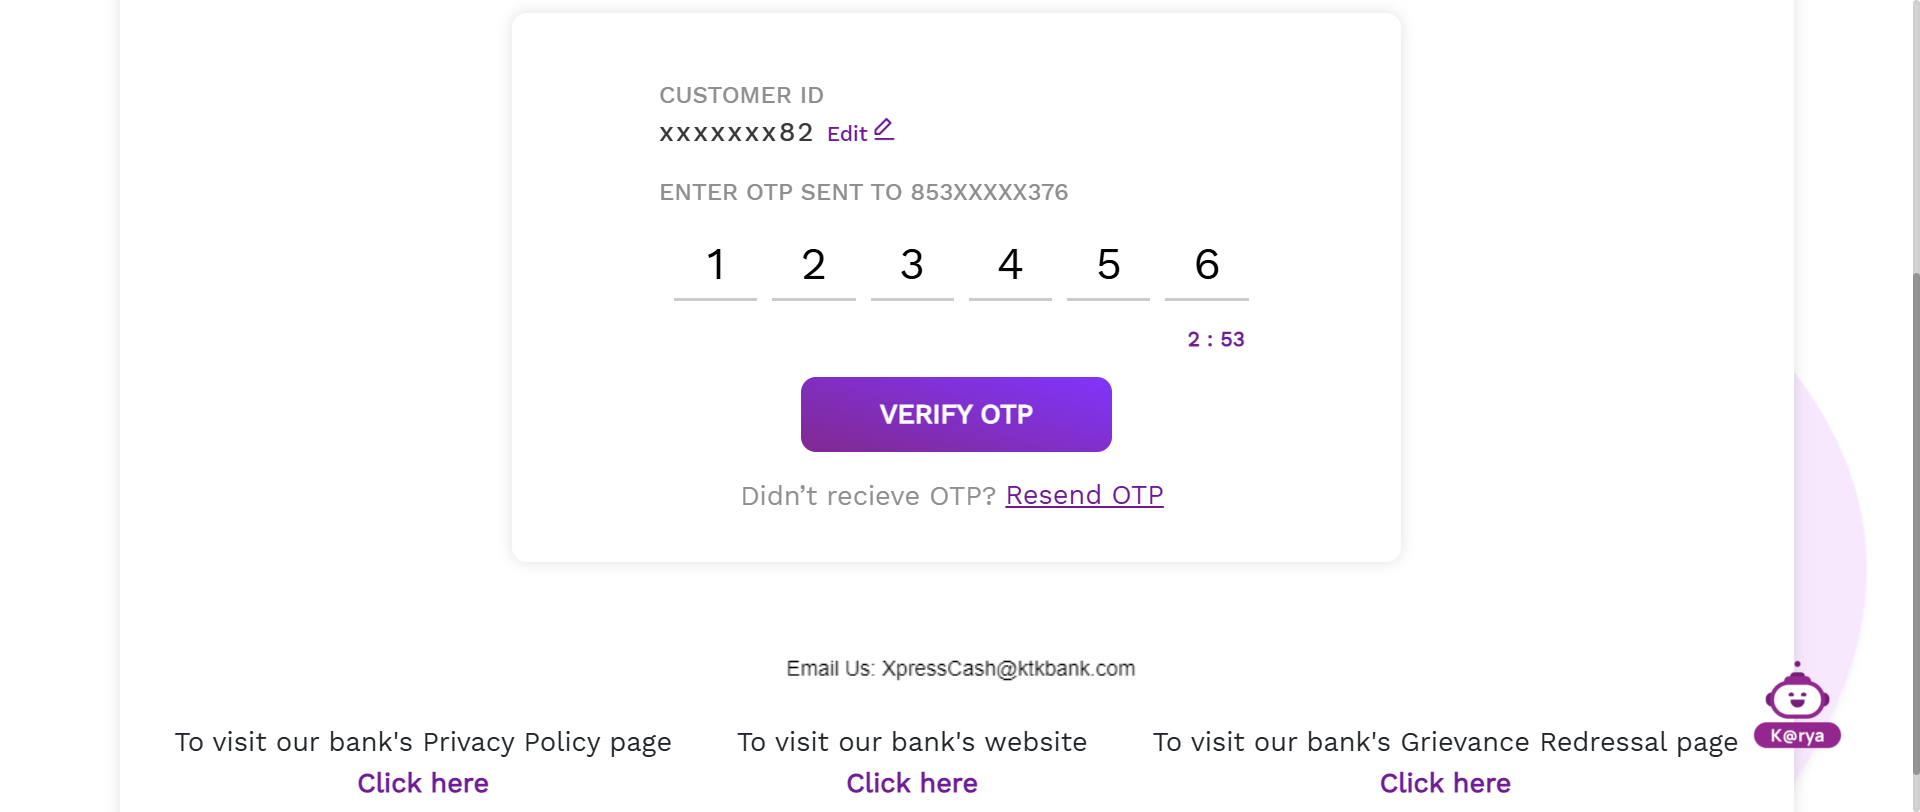 CUSTOMER ID
xxxxxxx82 Edit
ENTER OTP SENT TO 853XXXXX376
1 2 3 4 5 6
2 : 53
VERIFY OTP
Didn’t recieve OTP? Resend OTP
Email Us: XpressCash@ktkbank.com
To visit our bank's Privacy Policy page
Click here
To visit our bank's website
Click here
To visit our bank's Grievance Redressal page
Click here
K@rya